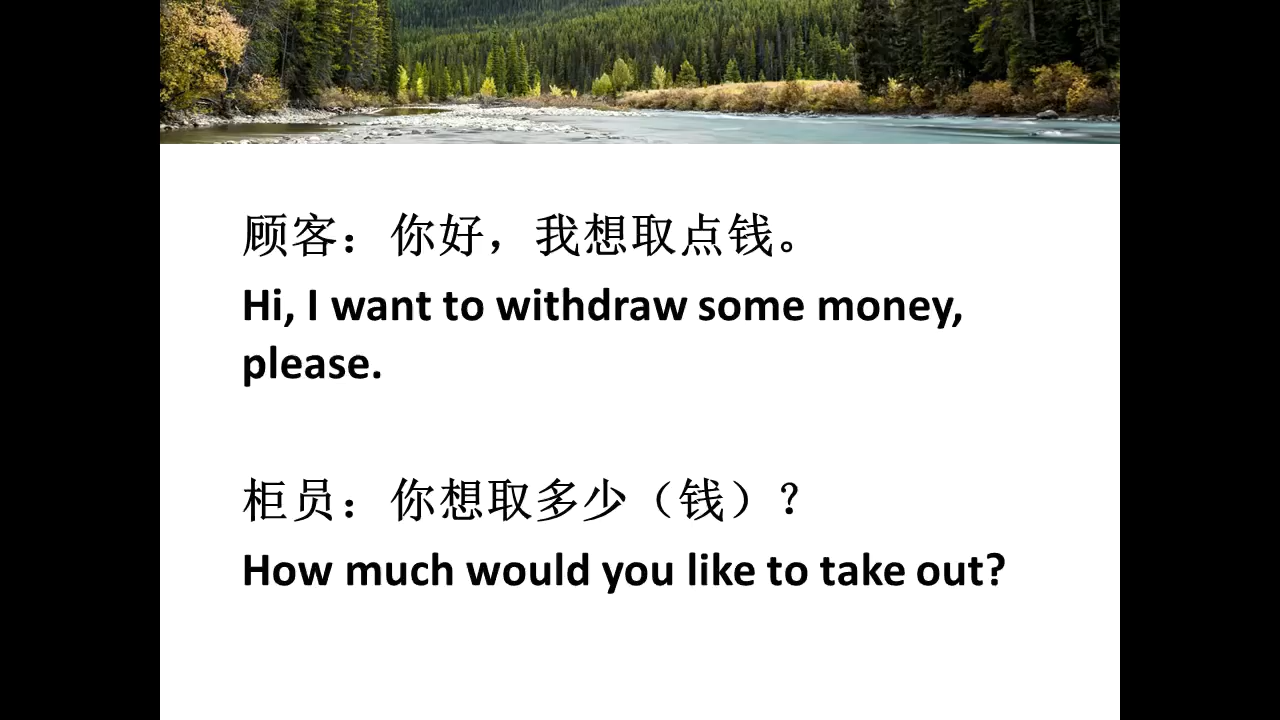 顾客：你好，我想取点钱。
Hi, I want to withdraw some money,
please.
柜员：你想取多少（钱）？
How much would you like to take out?